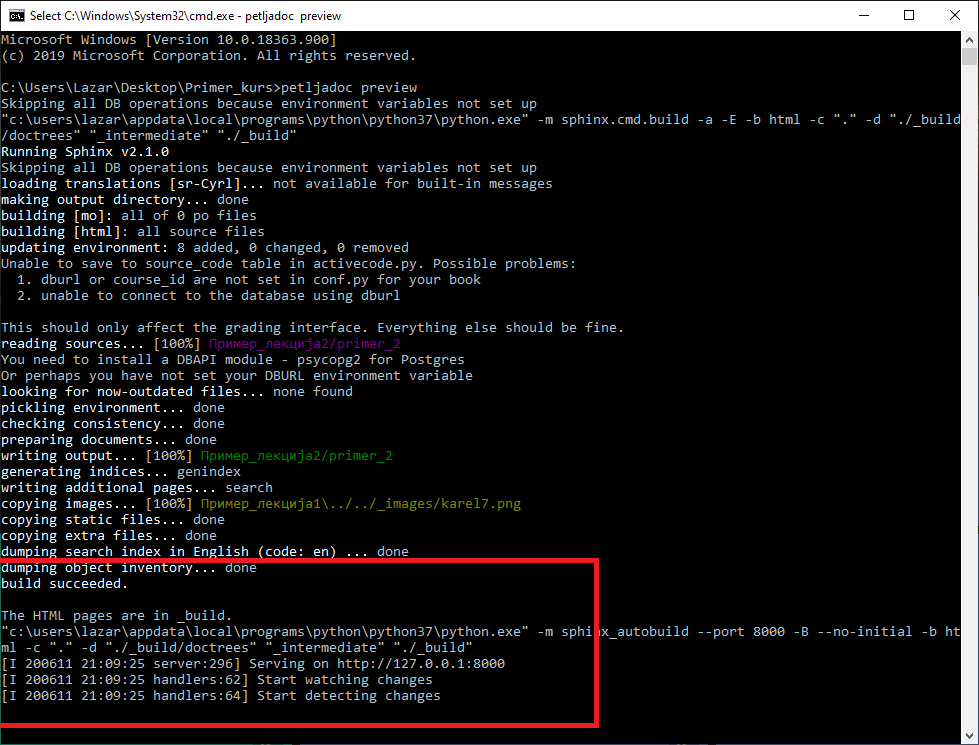 Select C:\Windows\System32\cmd.exe - petljadoc preview
Microsoft Windows [Version 10.0.18363.900]
(c) 2019 Microsoft Corporation. All rights reserved.
C:\Users\Lazar\Desktop\Primer_kurs>petljadoc preview
Skipping all DB operations because environment variables not set up
"c:\users\lazar\appdata\local\programs\python\python37\python.exe" -m sphinx.cmd.build -a -E -b html -c "." -d "./_build
/doctrees" "_intermediate" "./_build"
Running Sphinx v2.1.0
Skipping all DB operations because environment variables not set up
loading translations [sr-Cyrl]... not available for built-in messages
making output directory... done
building [mo]: all of 0 po files
building [html]: all source files
updating environment: 8 added, 0 changed, 0 removed
Unable to save to source_code table in activecode.py. Possible problems:
  1. dburl or course_id are not set in conf.py for your book
  2. unable to connect to the database using dburl
This should only affect the grading interface. Everything else should be fine.
reading sources... [100%] Пример_лекција2/primer_2
You need to install a DBAPI module - psycopg2 for Postgres
Or perhaps you have not set your DBURL environment variable
looking for now-outdated files... none found
pickling environment... done
checking consistency... done
preparing documents... done
writing output... [100%] Пример_лекција2/primer_2
generating indices... genindex
writing additional pages... search
copying images... [100%] Пример_лекција1\../../_images/karel7.png
copying static files... done
copying extra files... done
dumping search index in English (code: en) ... done
dumping object inventory... done
build succeeded.
The HTML pages are in _build.
"c:\users\lazar\appdata\local\programs\python\python37\python.exe" -m sphinx_autobuild --port 8000 -B --no-initial -b ht
ml -c "." -d "./_build/doctrees" "_intermediate" "./_build"
[I 200611 21:09:25 server:296] Serving on http://127.0.0.1:8000
[I 200611 21:09:25 handlers:62] Start watching changes
[I 200611 21:09:25 handlers:64] Start detecting changes